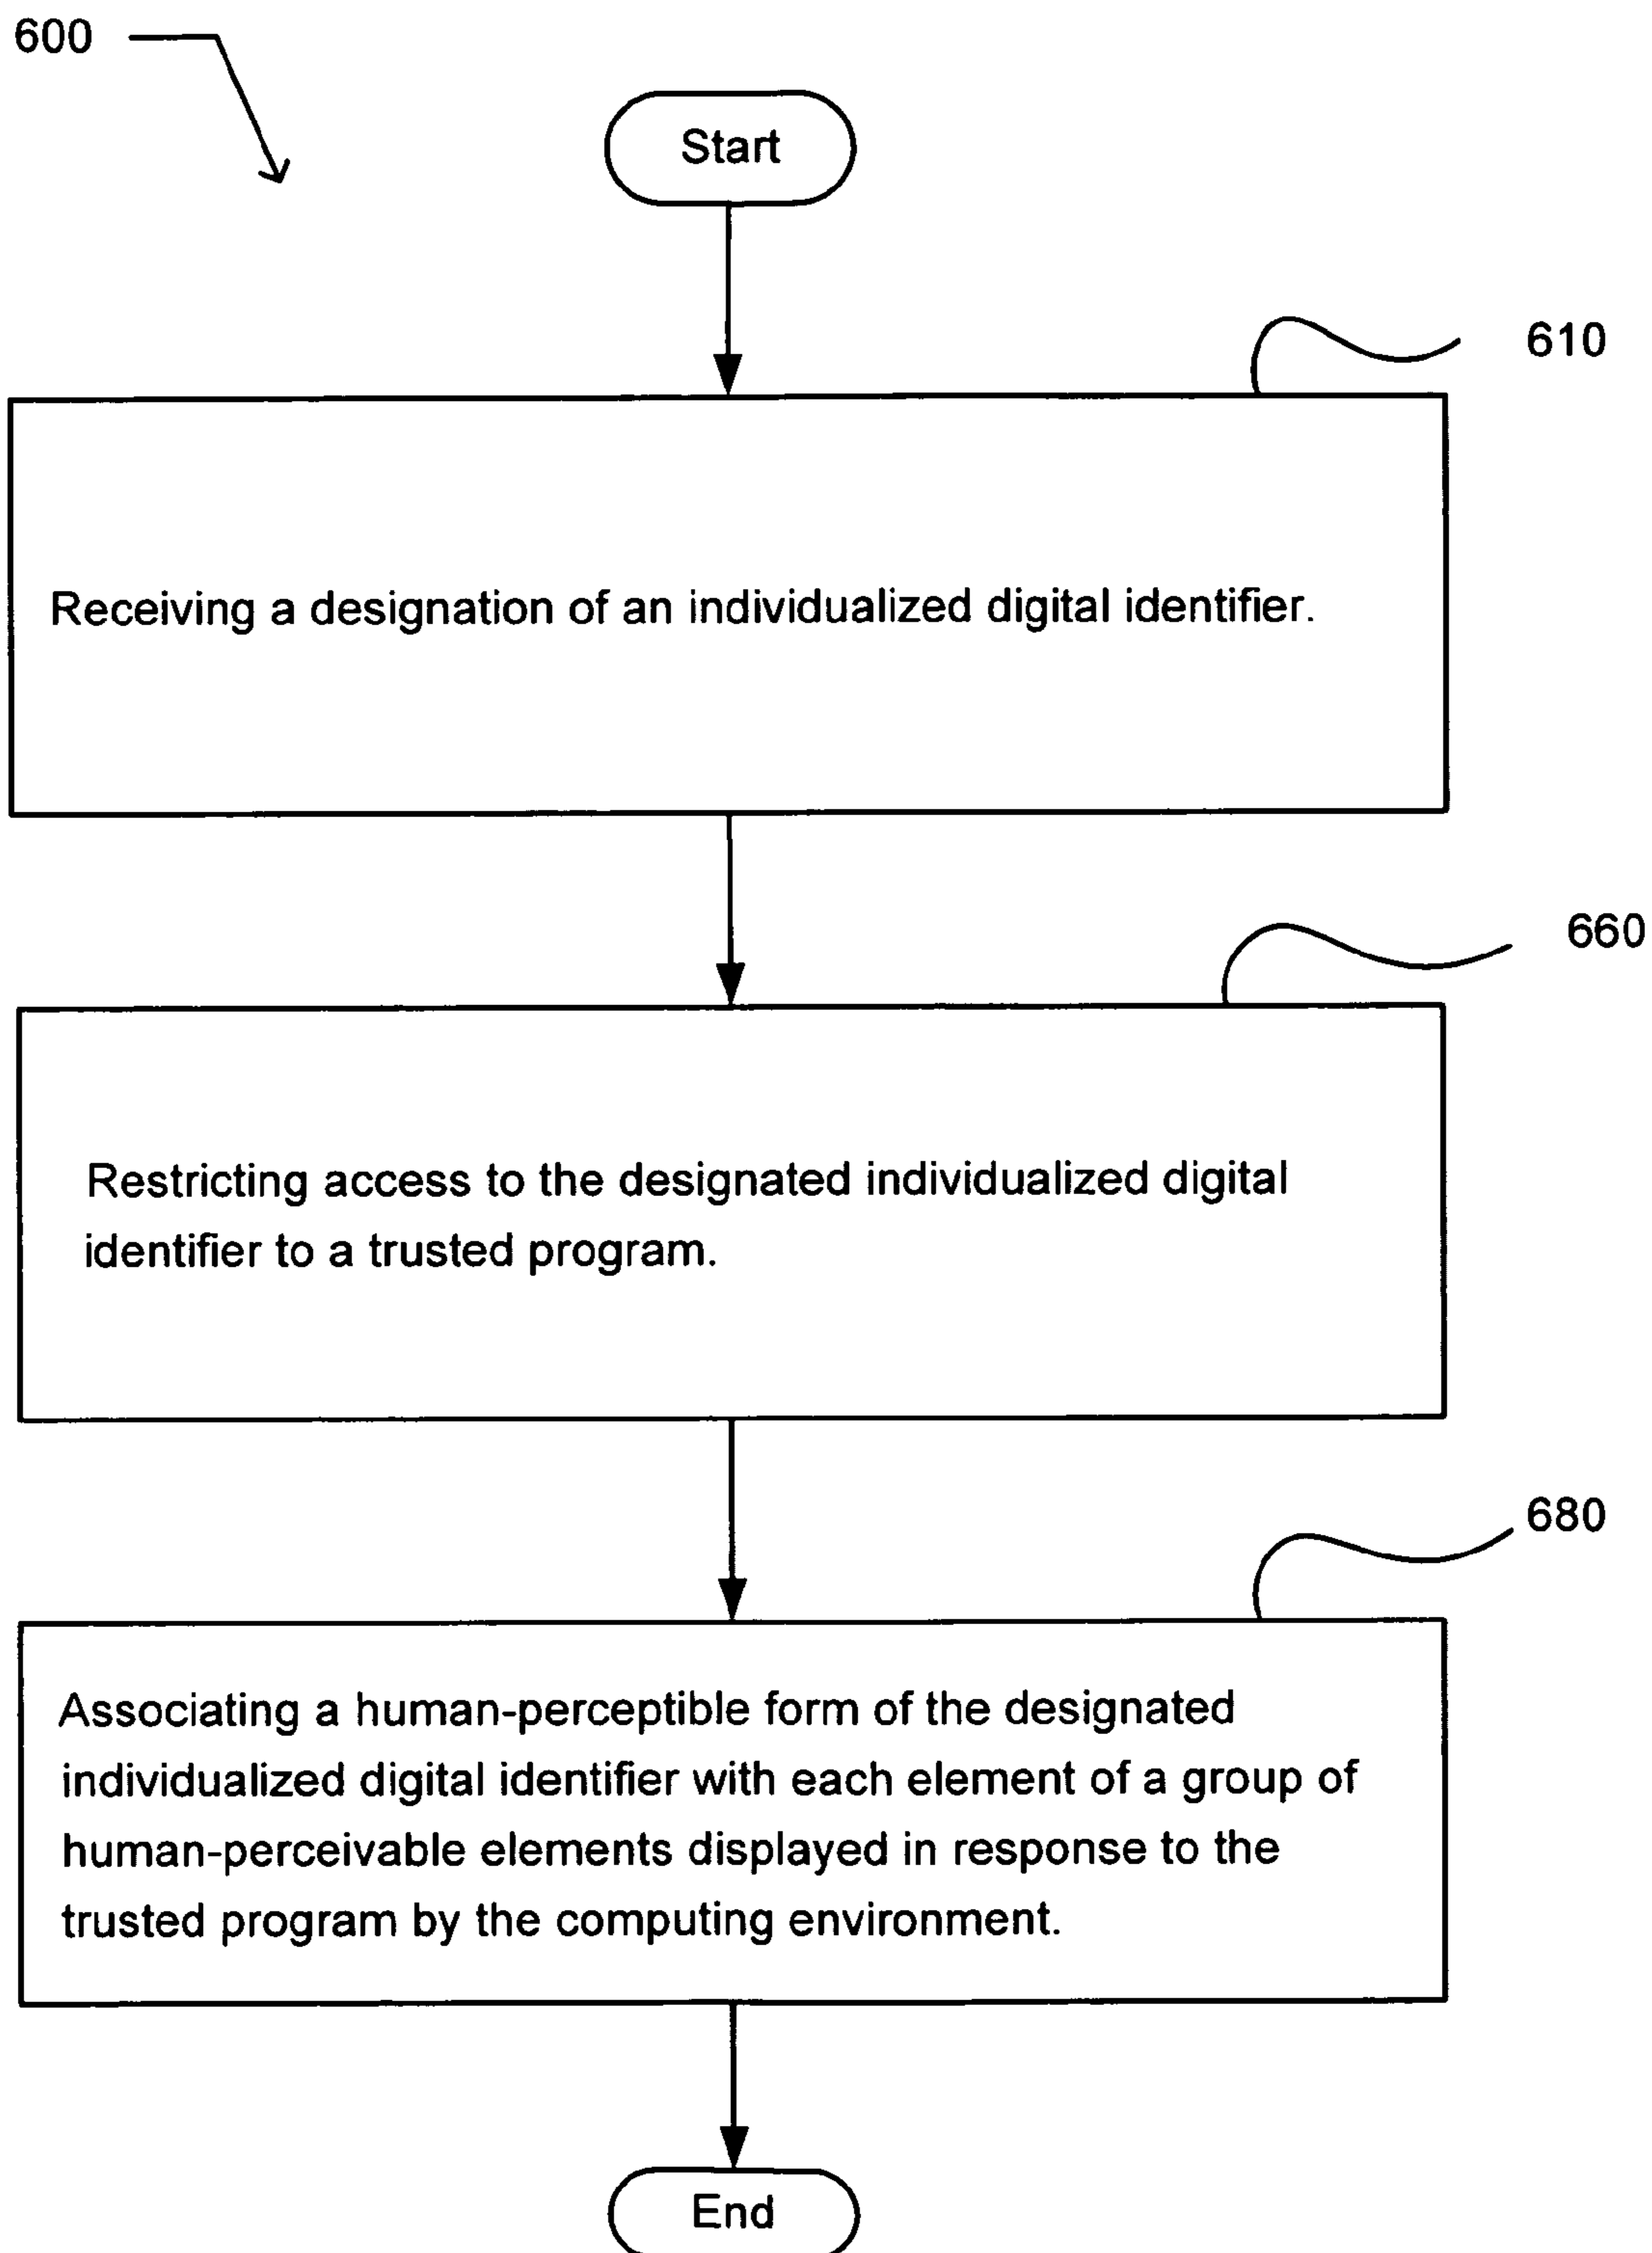 600
Start
610
Receiving a designation of an individualized digital identifier.
660
Restricting access to the designated individualized digital
identifier to a trusted program.
680
Associating a human-perceptible form of the designated
individualized digital identifier with each element of a group of
human-perceivable elements displayed in response to the
trusted program by the computing environment.
End